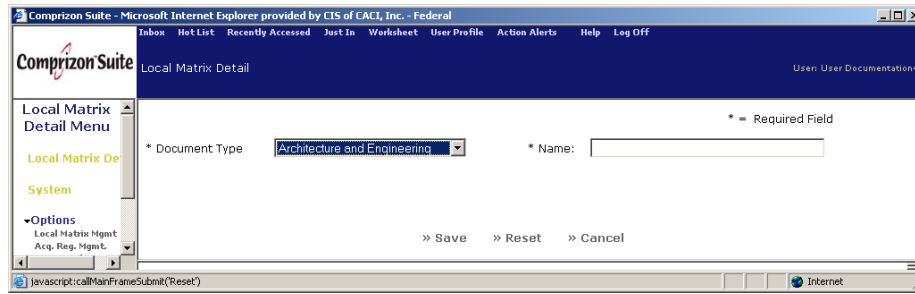 Comprizon Suite - Microsoft Internet Explorer provided by CIS of CACI, Inc. - Federal
Inbox Hot List Recently Accessed Just In Worksheet User Profile Action Alerts Help Log Off
Comprizon Suite
Local Matrix Detail
User: User Documentation
Local Matrix
Detail Menu
* = Required Field
* Document Type Architecture and Engineering * Name:
Local Matrix De
System
Options
Local Matrix Mgmt
Acq. Reg. Mgmt.
» Save » Reset » Cancel
javascript:callMainFrameSubmit('Reset') Internet